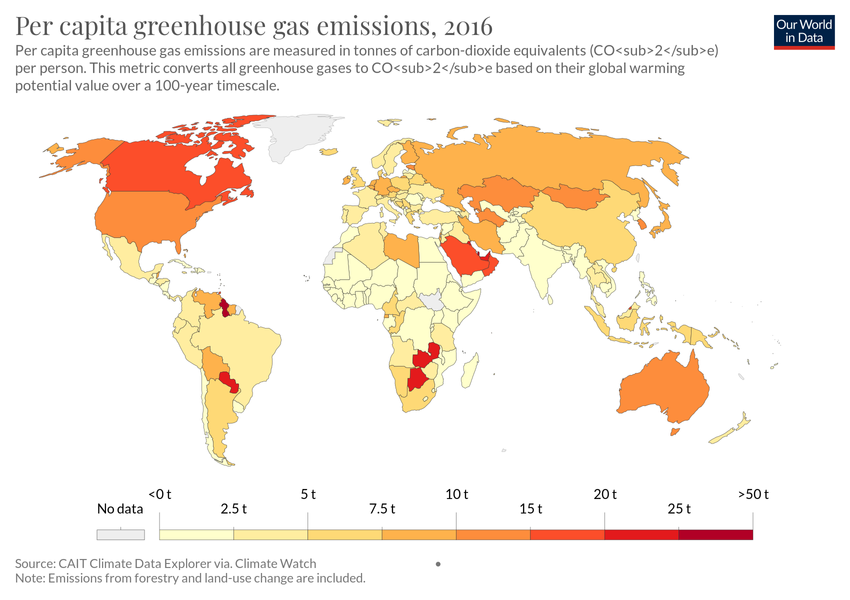 Per capita greenhouse gas emissions, 2016
Our World
in Data
Per capita greenhouse gas emissions are measured in tonnes of carbon-dioxide equivalents (CO<sub>2</sub>e)
per person. This metric converts all greenhouse gases to CO<sub>2</sub>e based on their global warming
potential value over a 100-year timescale.
<0 t 5 t 10 t 20 t >50 t
No data 2.5 t 7.5 t 15 t 25 t
Source: CAIT Climate Data Explorer via. Climate Watch
Note: Emissions from forestry and land-use change are included.